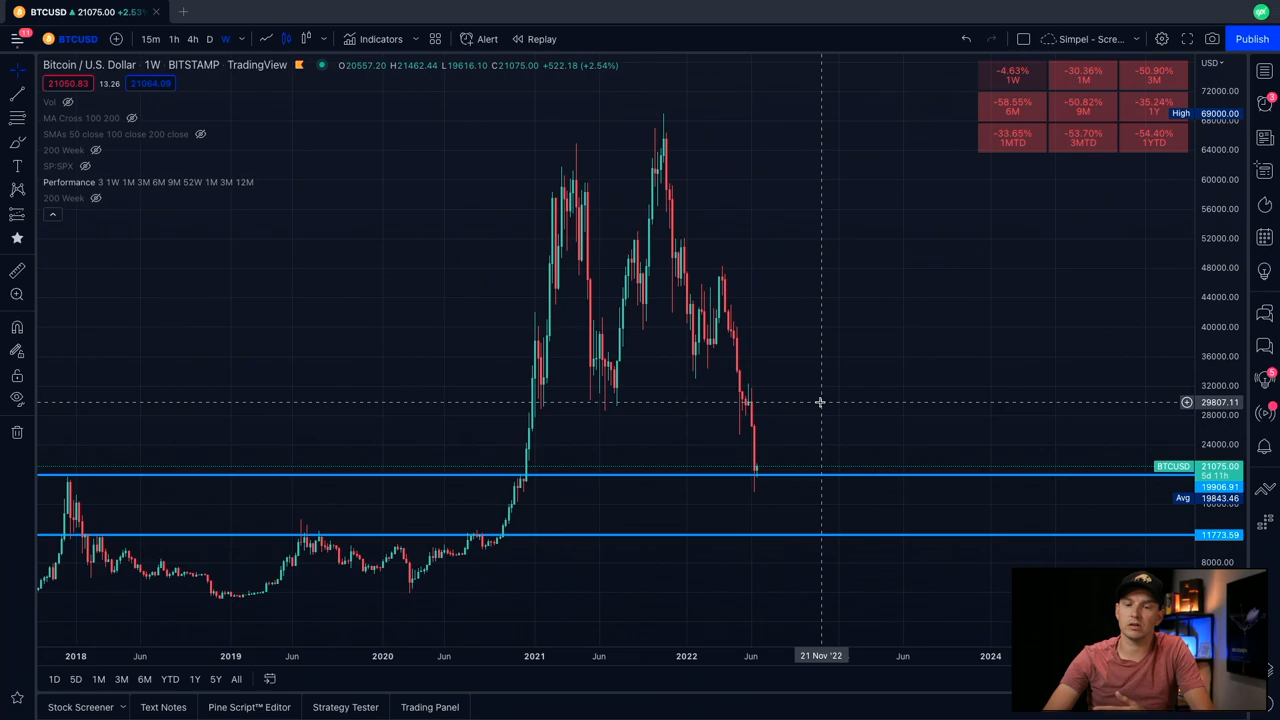 BTCUSD ▲ 21075.00 +2.53%
11
BTCUSD
15m 1h 4h D W
Indicators
Alert
Replay
Simpel - Scre...
Publish
Bitcoin / U.S. Dollar · 1W · BITSTAMP · TradingView
O20557.20 H21462.44 L19616.10 C21075.00 +522.18 (+2.54%)
USD
21050.83 13.26 21064.09
Vol
MA Cross 100 200
SMAs 50 close 100 close 200 close
200 Week
SP:SPX
Performance 3 1W 1M 3M 6M 9M 52W 1M 3M 12M
200 Week
-4.63% -30.36% -50.90%
1W 1M 3M
-58.55% -50.82% -35.24%
6M 9M 1Y
-33.65% -53.70% -54.40%
1MTD 3MTD 1YTD
72000.00
High 69000.00
68000.00
64000.00
60000.00
56000.00
52000.00
48000.00
44000.00
40000.00
36000.00
32000.00
29807.11
28000.00
24000.00
BTCUSD 21075.00
5d 11h
19906.91
Avg 19843.46
11773.59
8000.00
3
5
2018 Jun 2019 Jun 2020 Jun 2021 Jun 2022 Jun 21 Nov '22 Jun 2024
1D 5D 1M 3M 6M YTD 1Y 5Y All
Stock Screener Text Notes Pine Script™ Editor Strategy Tester Trading Panel